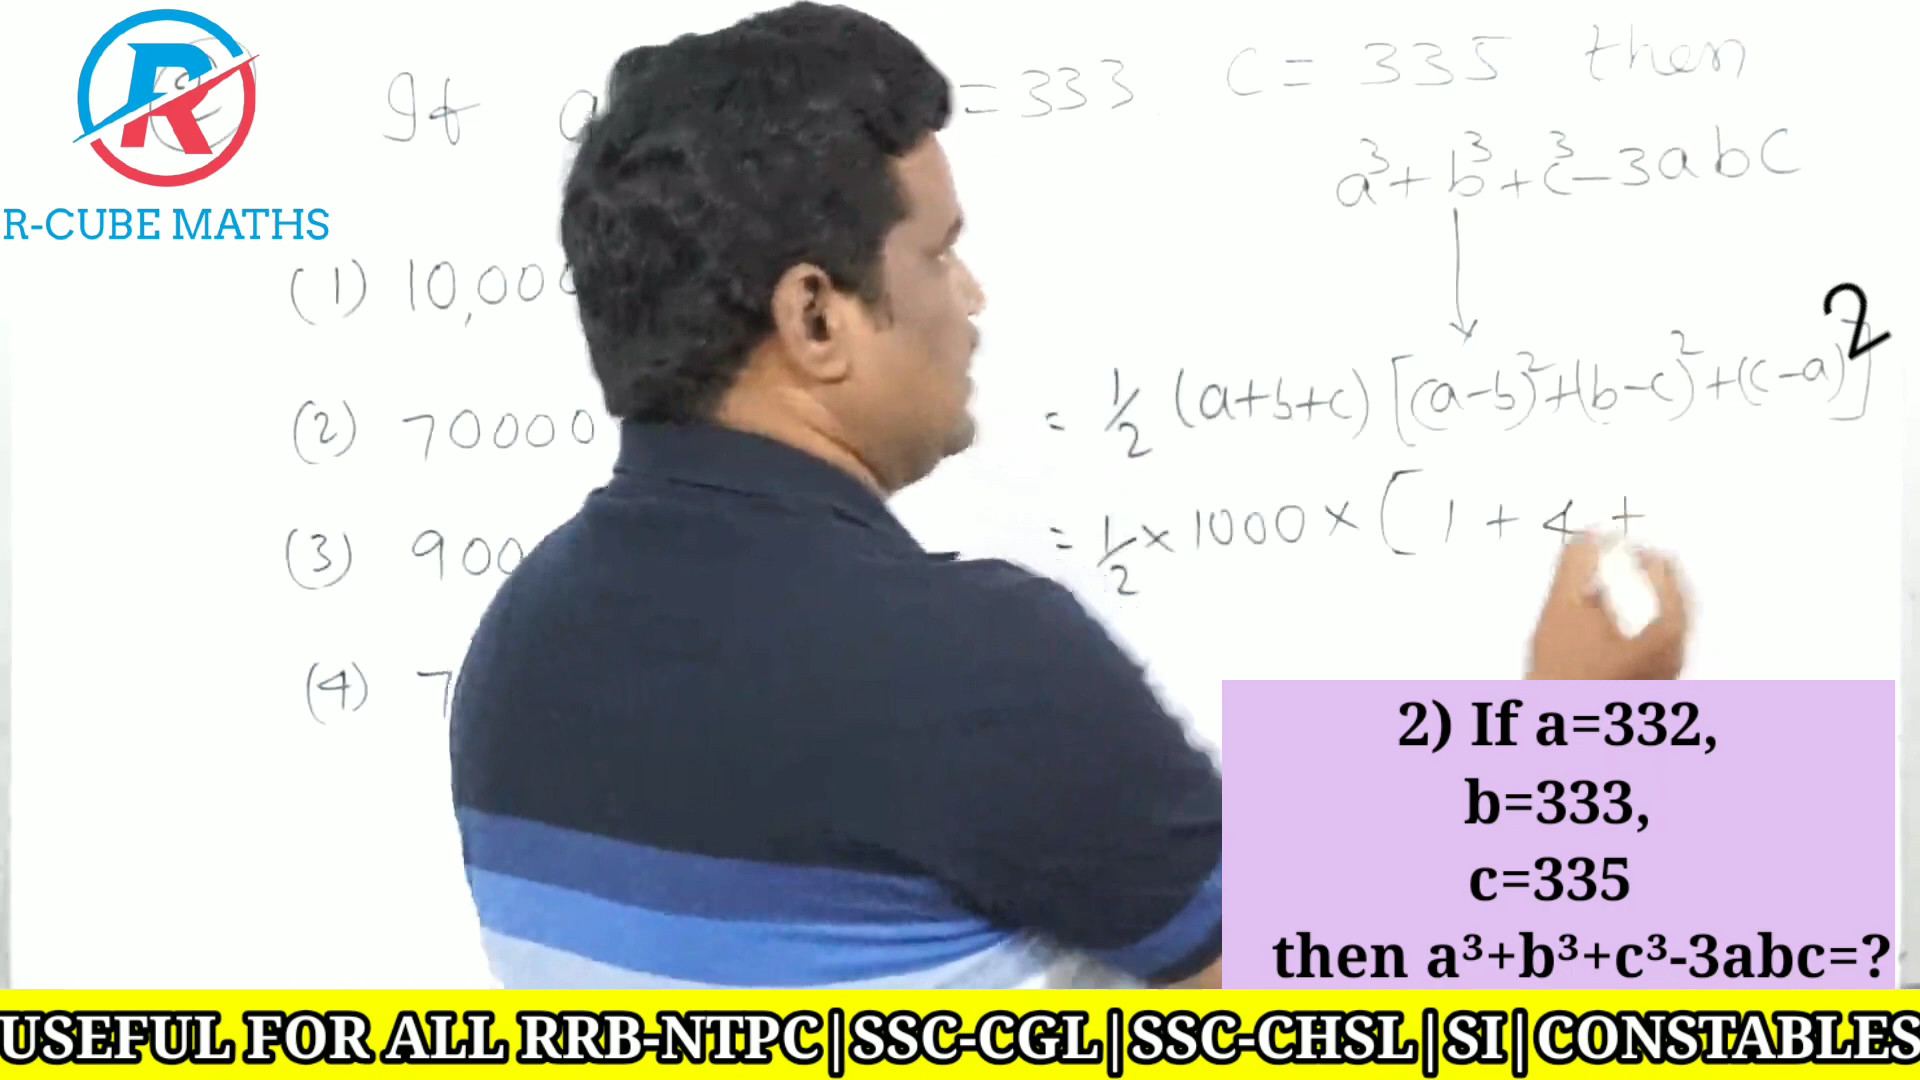 R-CUBE MATHS
If a =333 C = 335 then
a³+b³+c³-3abc
(1) 10,000
(2) 70000
(3) 900
(4) 7
= 1/2 (a+b+c) [(a-b)²+(b-c)²+(c-a)²]
= 1/2 × 1000 × [ 1 + 4 +
2) If a=332,
b=333,
c=335
then a³+b³+c³-3abc=?
USEFUL FOR ALL RRB-NTPC|SSC-CGL|SSC-CHSL|SI|CONSTABLES